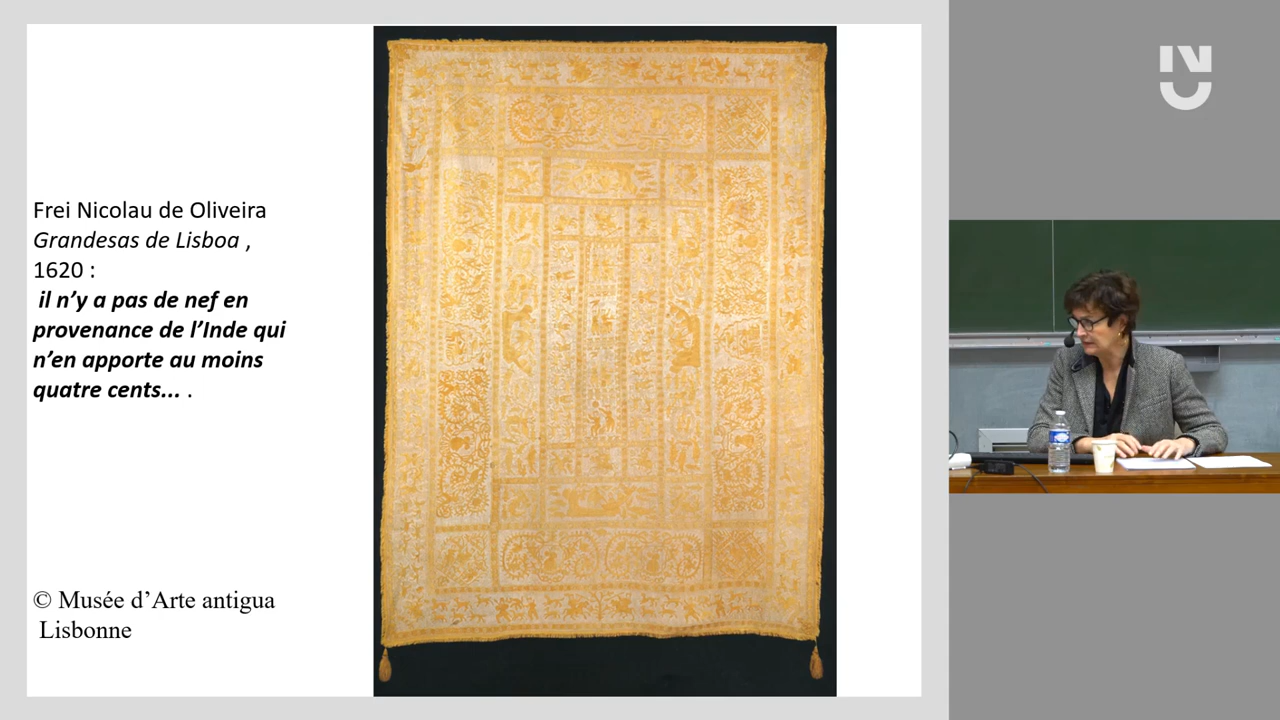 Frei Nicolau de Oliveira
Grandesas de Lisboa ,
1620 :
il n’y a pas de nef en
provenance de l’Inde qui
n’en apporte au moins
quatre cents... .
© Musée d’Arte antigua
Lisbonne